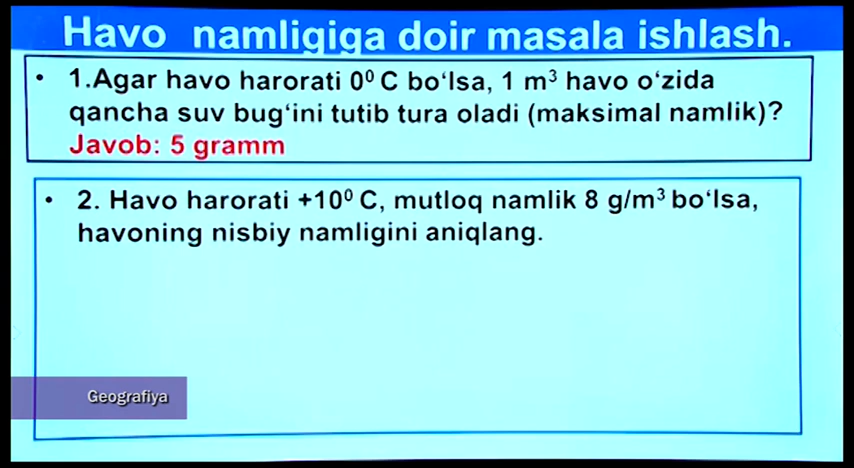 Havo namligiga doir masala ishlash.
• 1.Agar havo harorati 0⁰ C bo‘lsa, 1 m³ havo o‘zida
qancha suv bug‘ini tutib tura oladi (maksimal namlik)?
Javob: 5 gramm
• 2. Havo harorati +10⁰ C, mutloq namlik 8 g/m³ bo‘lsa,
havoning nisbiy namligini aniqlang.
Geografiya